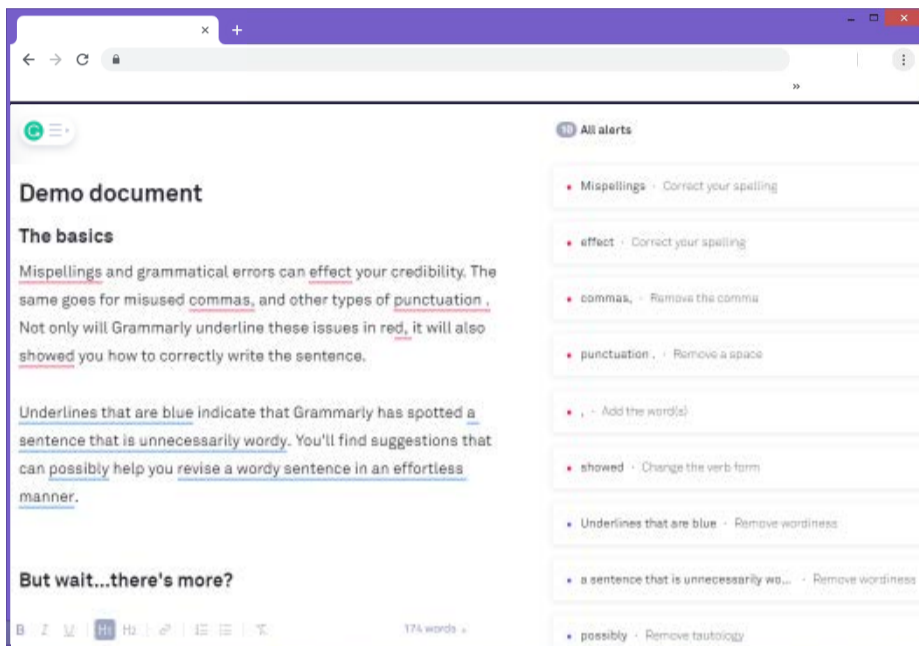 10 All alerts
Demo document
The basics
Mispellings and grammatical errors can effect your credibility. The
same goes for misused commas, and other types of punctuation .
Not only will Grammarly underline these issues in red, it will also
showed you how to correctly write the sentence.
Underlines that are blue indicate that Grammarly has spotted a
sentence that is unnecessarily wordy. You'll find suggestions that
can possibly help you revise a wordy sentence in an effortless
manner.
But wait...there's more?
B I U H1 H2
174 words
Mispellings · Correct your spelling
effect · Correct your spelling
commas, · Remove the comma
punctuation . · Remove a space
, · Add the word(s)
showed · Change the verb form
Underlines that are blue · Remove wordiness
a sentence that is unnecessarily wo... · Remove wordiness
possibly · Remove tautology